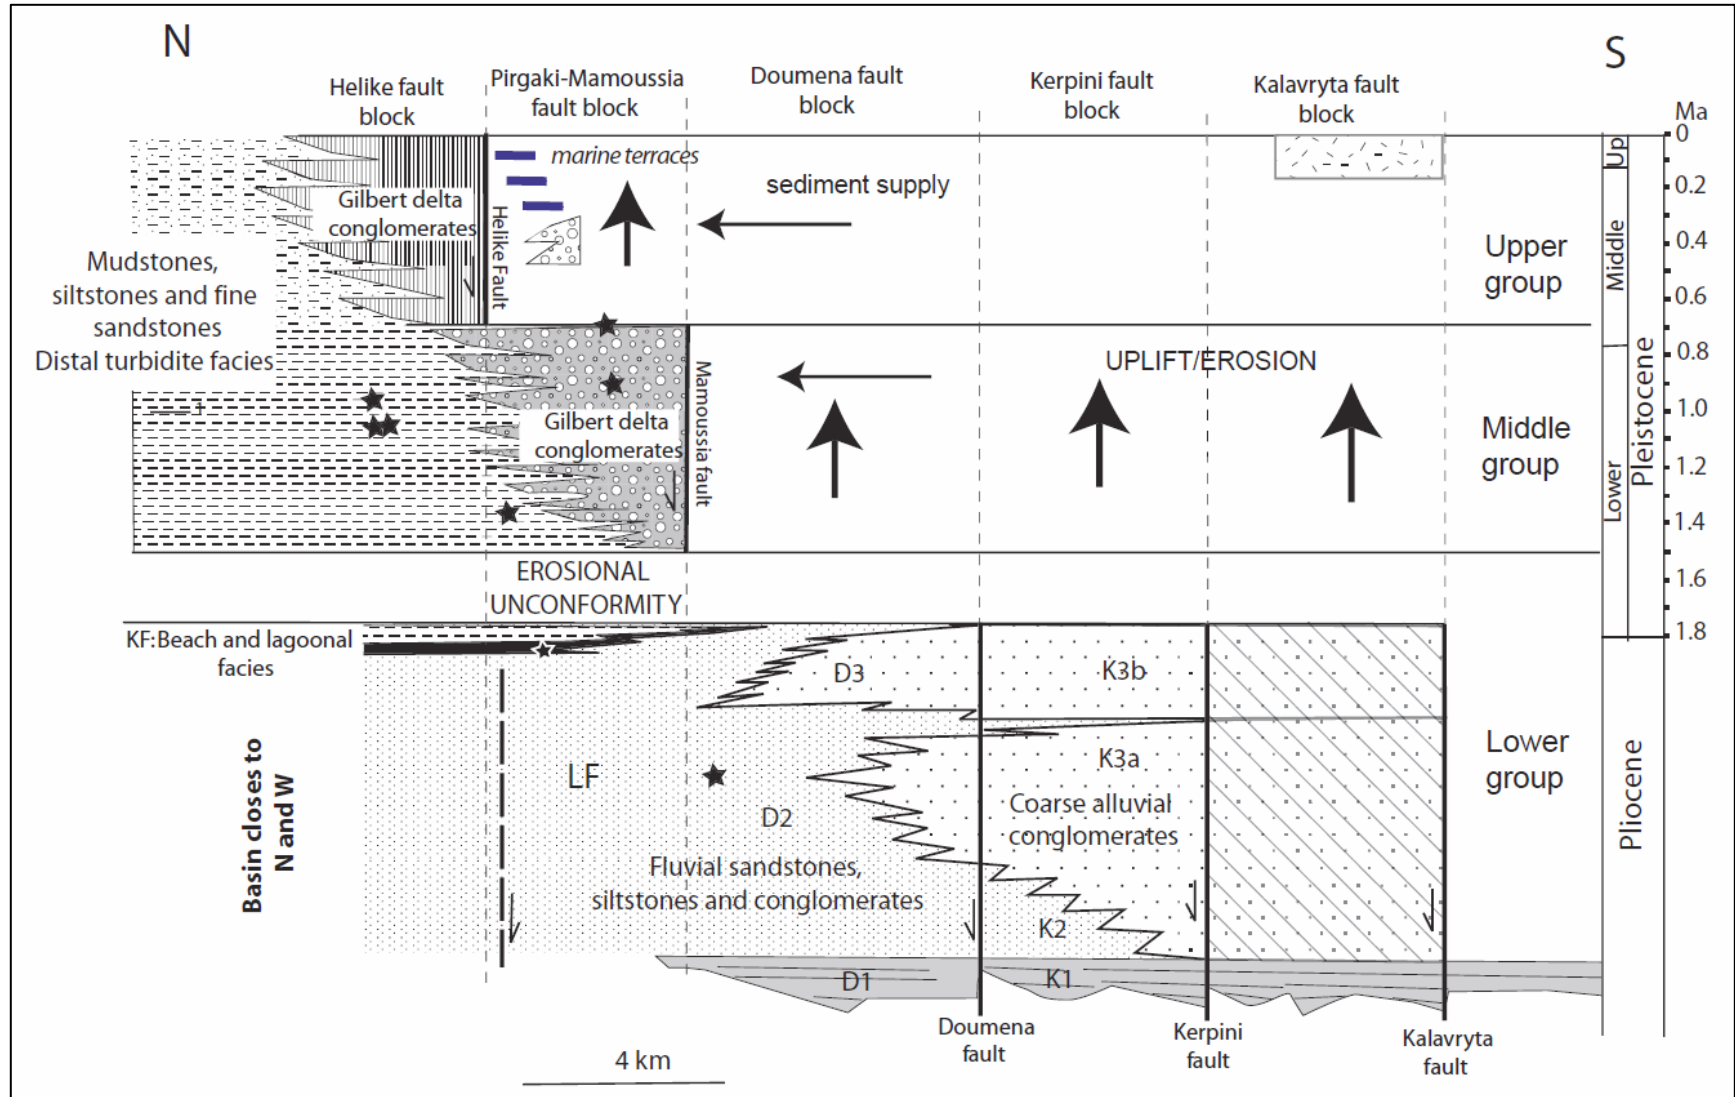 N
S
Helike fault
block
Pirgaki-Mamoussia
fault block
Doumena fault
block
Kerpini fault
block
Kalavryta fault
block
Ma
0
0.2
0.4
0.6
0.8
1.0
1.2
1.4
1.6
1.8
Up
Middle
Lower
Pleistocene
Pliocene
marine terraces
sediment supply
Gilbert delta
conglomerates
Helike Fault
Mudstones,
siltstones and fine
sandstones
Distal turbidite facies
Upper
group
UPLIFT/EROSION
Gilbert delta
conglomerates
Mamoussia fault
Middle
group
EROSIONAL
UNCONFORMITY
KF:Beach and lagoonal
facies
D3
K3b
K3a
LF
D2
Coarse alluvial
conglomerates
Fluvial sandstones,
siltstones and conglomerates
K2
D1
K1
Basin closes to
N and W
Lower
group
Doumena
fault
Kerpini
fault
Kalavryta
fault
4 km